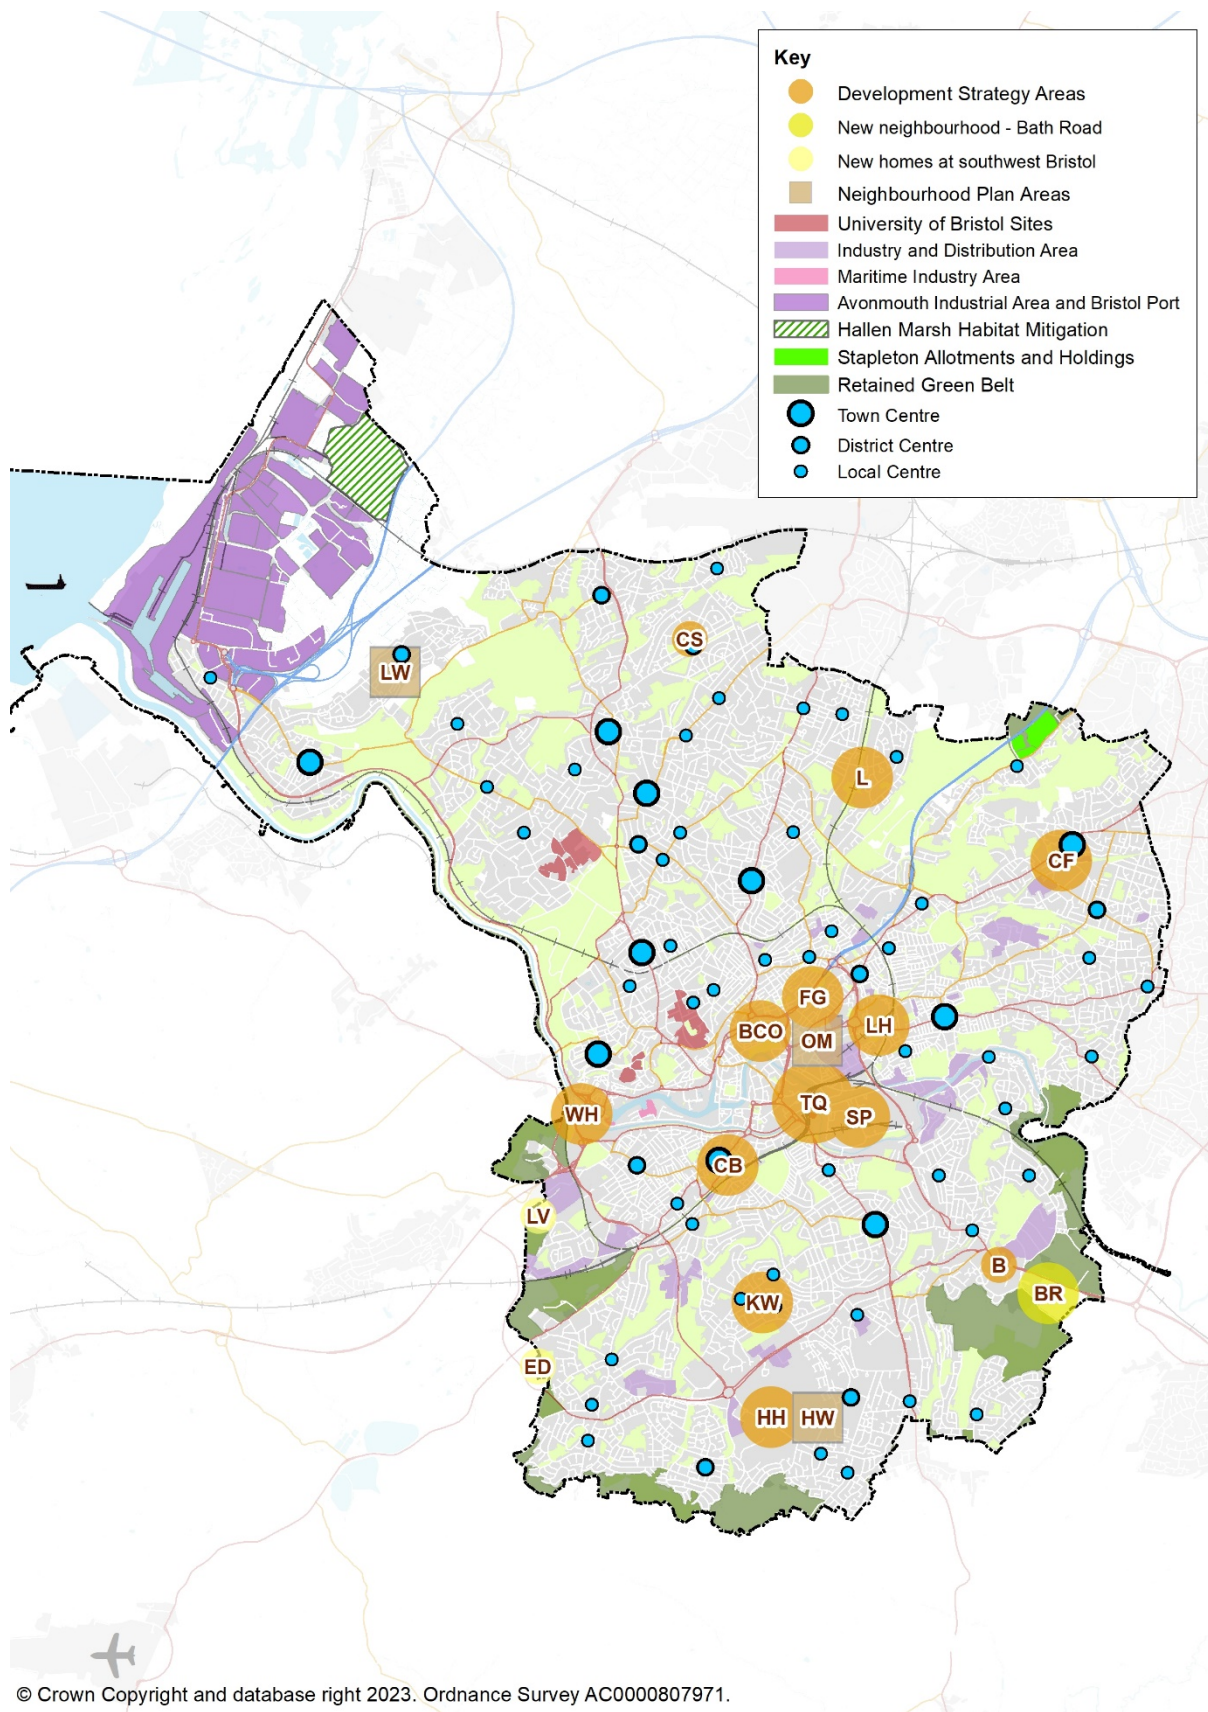 Key
Development Strategy Areas
New neighbourhood - Bath Road
New homes at southwest Bristol
Neighbourhood Plan Areas
University of Bristol Sites
Industry and Distribution Area
Maritime Industry Area
Avonmouth Industrial Area and Bristol Port
Hallen Marsh Habitat Mitigation
Stapleton Allotments and Holdings
Retained Green Belt
Town Centre
District Centre
Local Centre
CS
LW
L
CF
FG
BCO
OM
LH
WH
TQ
SP
CB
LV
B
BR
KW
ED
HH
HW
© Crown Copyright and database right 2023. Ordnance Survey AC0000807971.